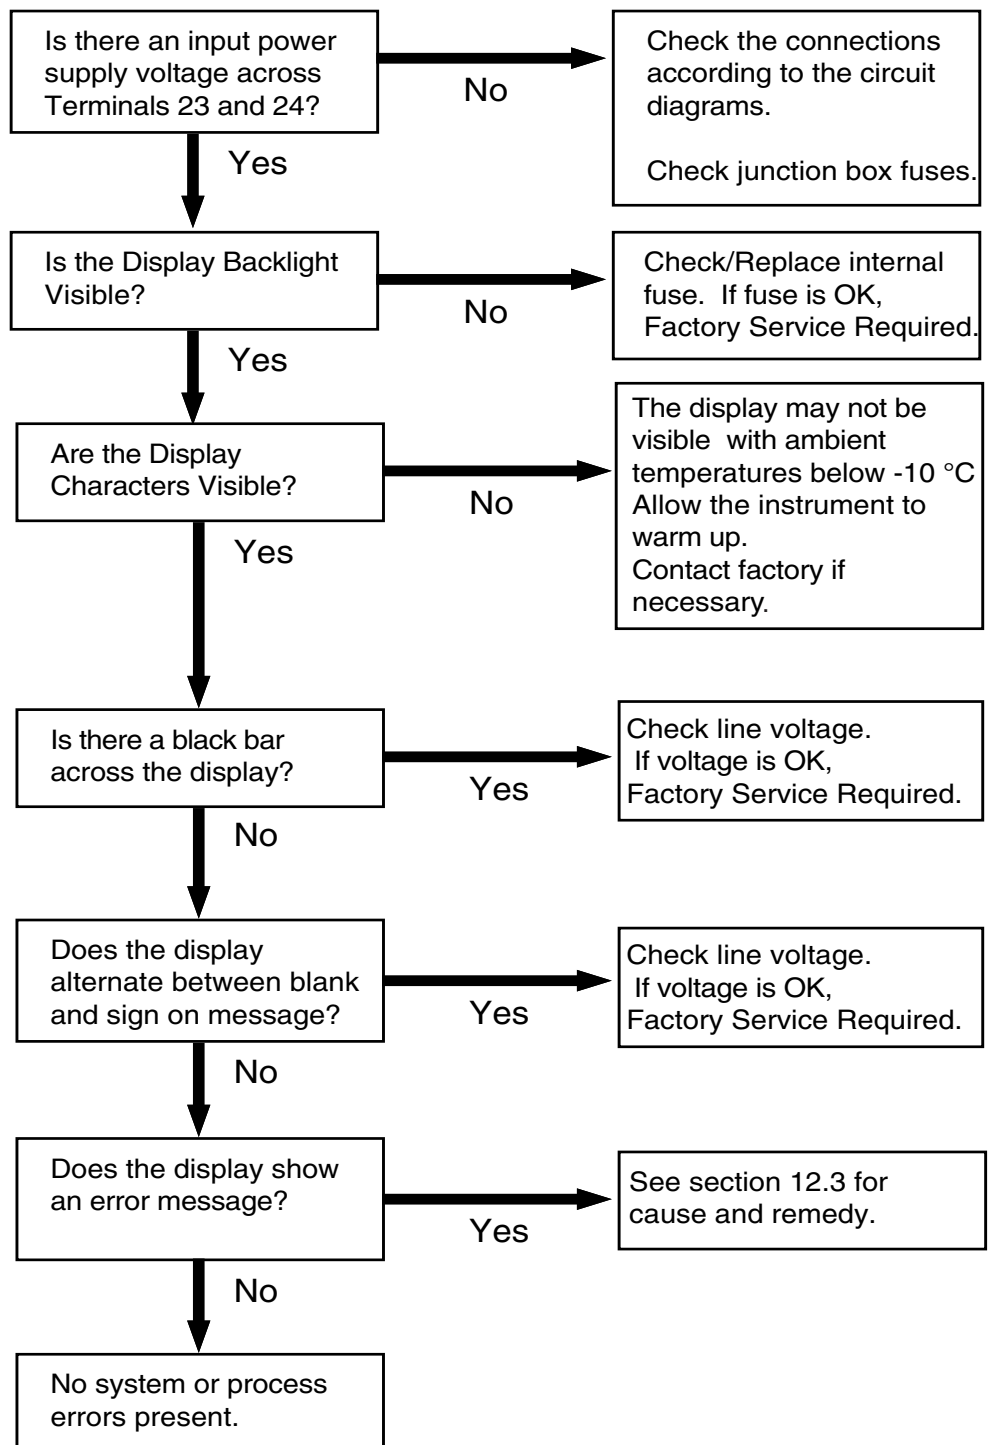 Is there an input power
supply voltage across
Terminals 23 and 24?
No
Check the connections
according to the circuit
diagrams.
Check junction box fuses.
Yes
Is the Display Backlight
Visible?
No
Check/Replace internal
fuse.  If fuse is OK,
Factory Service Required.
Yes
Are the Display
Characters Visible?
No
The display may not be
visible  with ambient
temperatures below -10 °C
Allow the instrument to
warm up.
Contact factory if
necessary.
Yes
Is there a black bar
across the display?
Yes
Check line voltage.
If voltage is OK,
Factory Service Required.
No
Does the display
alternate between blank
and sign on message?
Yes
Check line voltage.
If voltage is OK,
Factory Service Required.
No
Does the display show
an error message?
Yes
See section 12.3 for
cause and remedy.
No
No system or process
errors present.